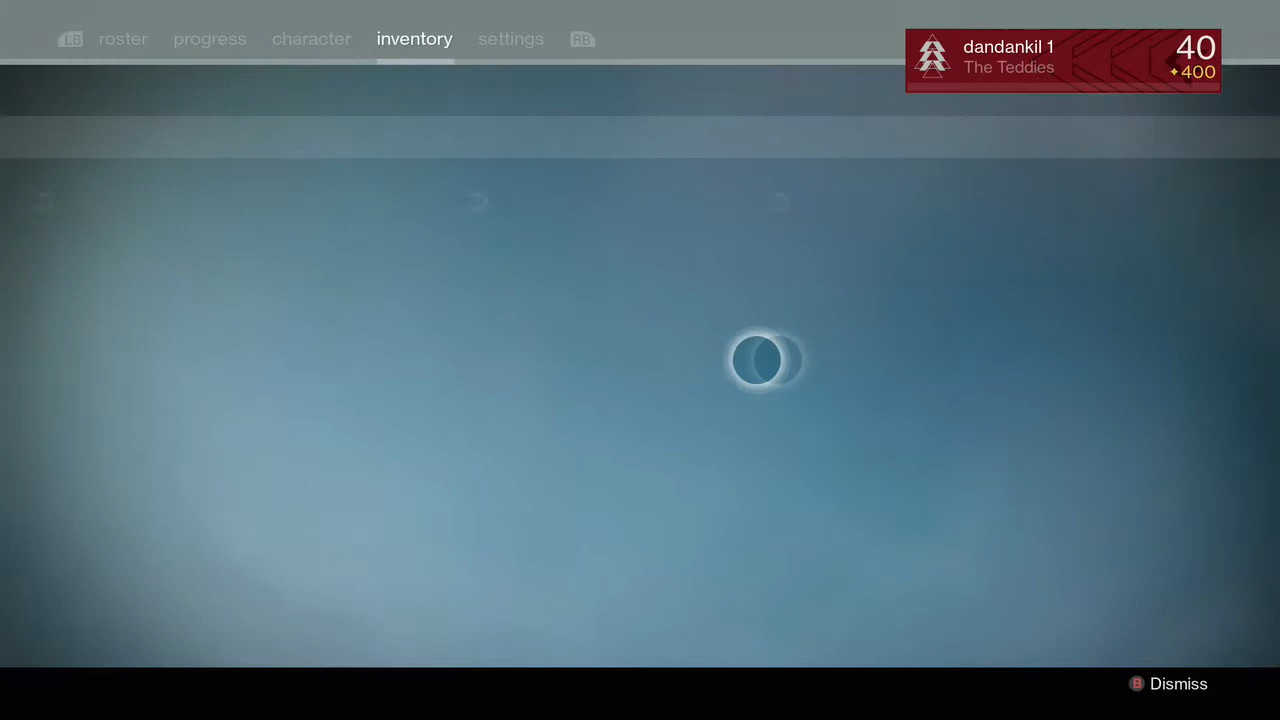 LB roster progress character inventory settings RB
dandankil 1
The Teddies
40
400
B Dismiss